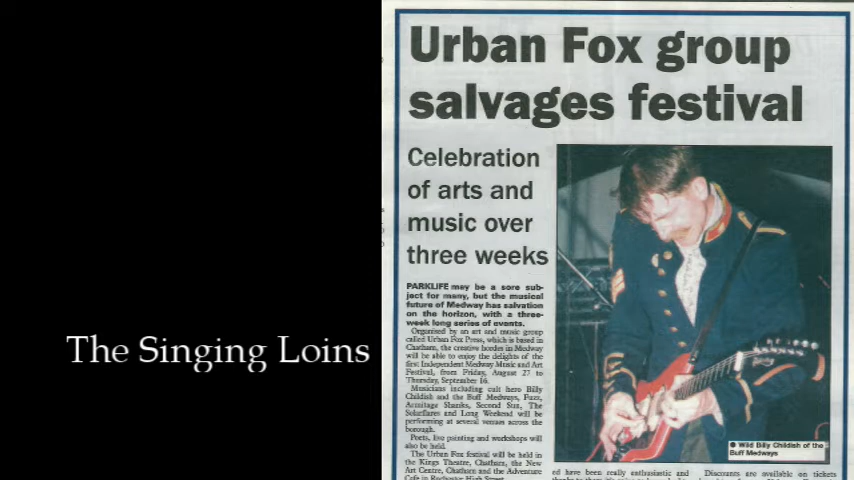 The Singing Loins
Urban Fox group
salvages festival
Celebration
of arts and
music over
three weeks
PARKLIFE may be a sore sub-
ject for many, but the musical
future of Medway has salvation
on the horizon, with a three-
week long series of events.
Organised by an art and music group
called Urban Fox Press, which is based in
Chatham, the creative border in Medway
will be able to enjoy the delights of the
first Independent Medway Music and Art
Festival, from Friday, August 27 to
Thursday, September 16.
Musicians including cult hero Billy
Childish and the Buff Medways, Fuzz,
Armitage Shanks, Second Sun, The
Solarflares and Long Weekend will be
performing at several venues across the
borough.
Poets, live painting and workshops will
also be held.
The Urban Fox festival will be held in
the Kings Theatre, Chatham, the New
Art Centre, Chatham and the Adventure
Cafe in Rochester High Street.
Wild Billy Childish of the
Buff Medways
ed have been really enthusiastic and
Discounts are available on tickets